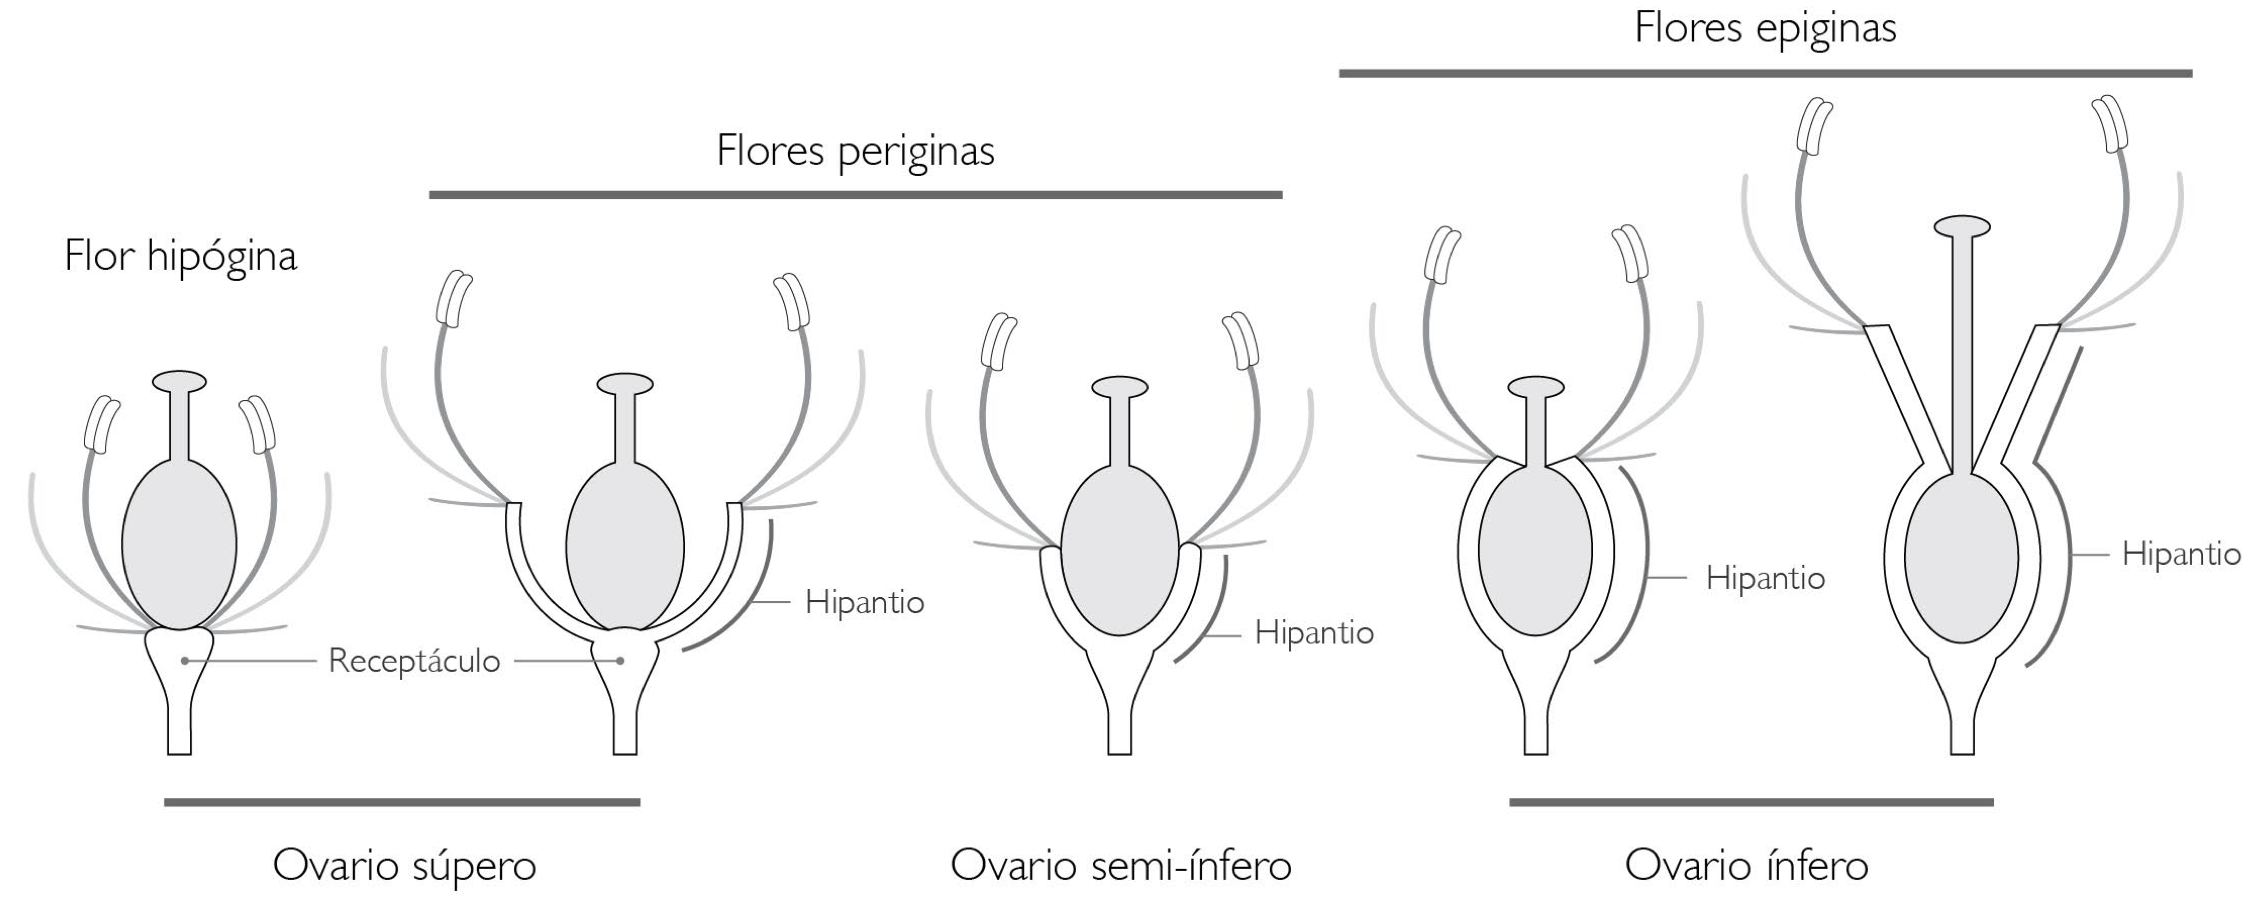 Flores epiginas
Flores periginas
Flor hipógina
Hipantio
Hipantio
Hipantio
Hipantio
Receptáculo
Ovario súpero
Ovario semi-ínfero
Ovario ínfero